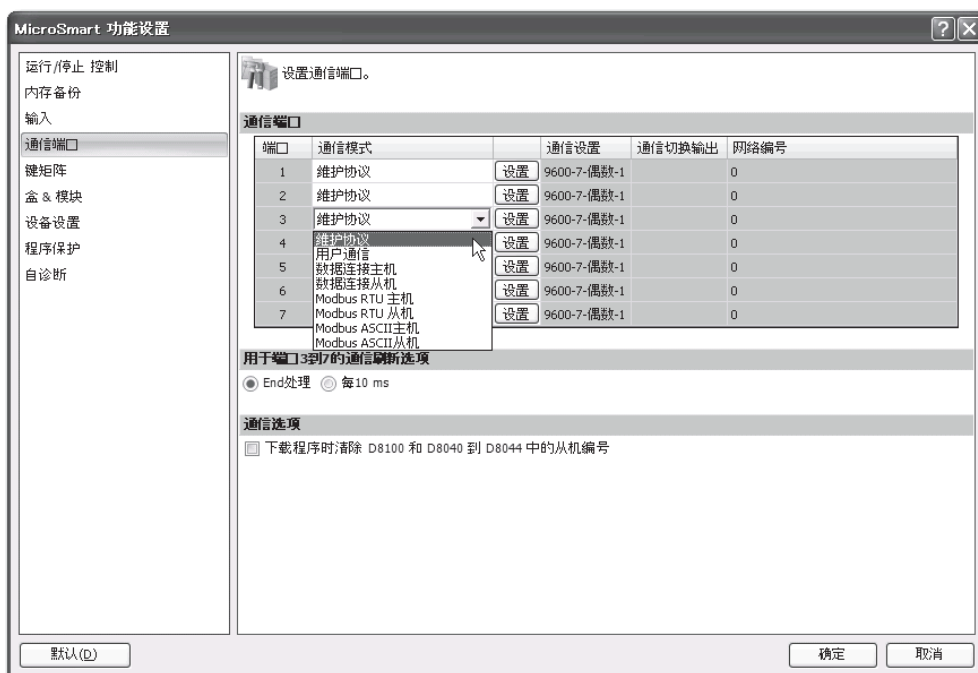 MicroSmart 功能设置
运行/停止 控制
内存备份
输入
通信端口
键矩阵
盒 & 模块
设备设置
程序保护
自诊断
设置通信端口。
通信端口
端口 通信模式 通信设置 通信切换输出 网络编号
1 维护协议 设置 9600-7-偶数-1 0
2 维护协议 设置 9600-7-偶数-1 0
3 维护协议 设置 9600-7-偶数-1 0
4 设置 9600-7-偶数-1 0
5 设置 9600-7-偶数-1 0
6 设置 9600-7-偶数-1 0
7 设置 9600-7-偶数-1 0
维护协议
用户通信
数据连接主机
数据连接从机
Modbus RTU 主机
Modbus RTU 从机
Modbus ASCII主机
Modbus ASCII从机
用于端口3到7的通信刷新选项
End处理 每10 ms
通信选项
下载程序时清除 D8100 和 D8040 到 D8044 中的从机编号
默认(D) 确定 取消